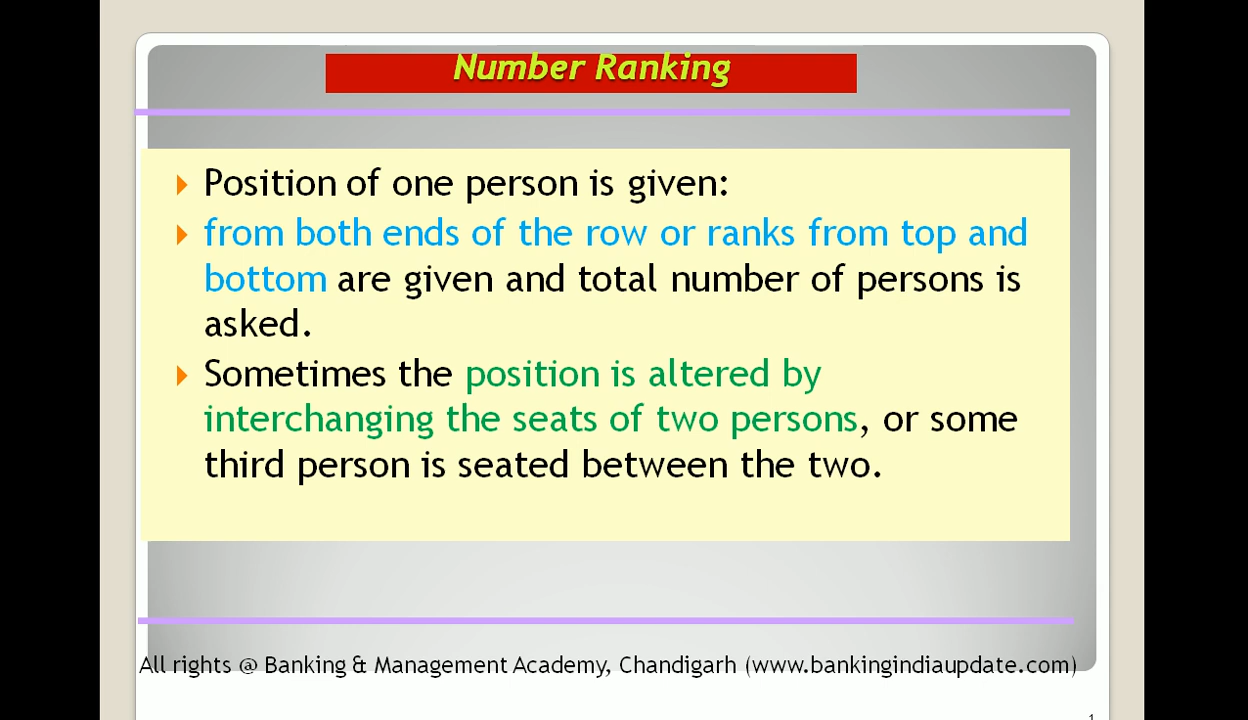 Number Ranking
Position of one person is given:
from both ends of the row or ranks from top and
bottom are given and total number of persons is
asked.
Sometimes the position is altered by
interchanging the seats of two persons, or some
third person is seated between the two.
All rights @ Banking & Management Academy, Chandigarh (www.bankingindiaupdate.com)
1